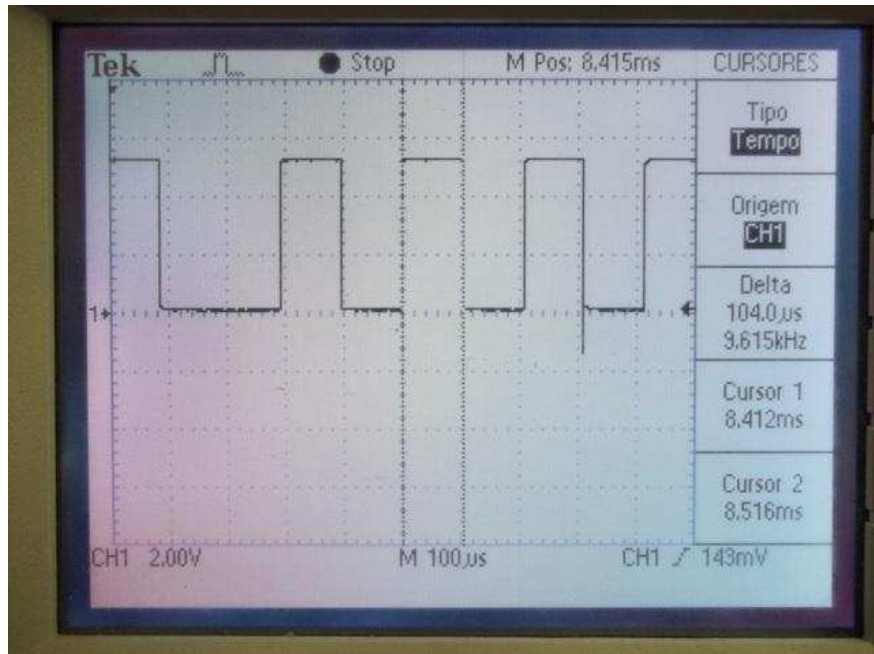 Tek Stop M Pos: 8.415ms CURSORES
Tipo
Tempo
Origem
CH1
Delta
104.0µs
9.615kHz
Cursor 1
8.412ms
Cursor 2
8.516ms
1
CH1 2.00V M 100µs CH1 143mV